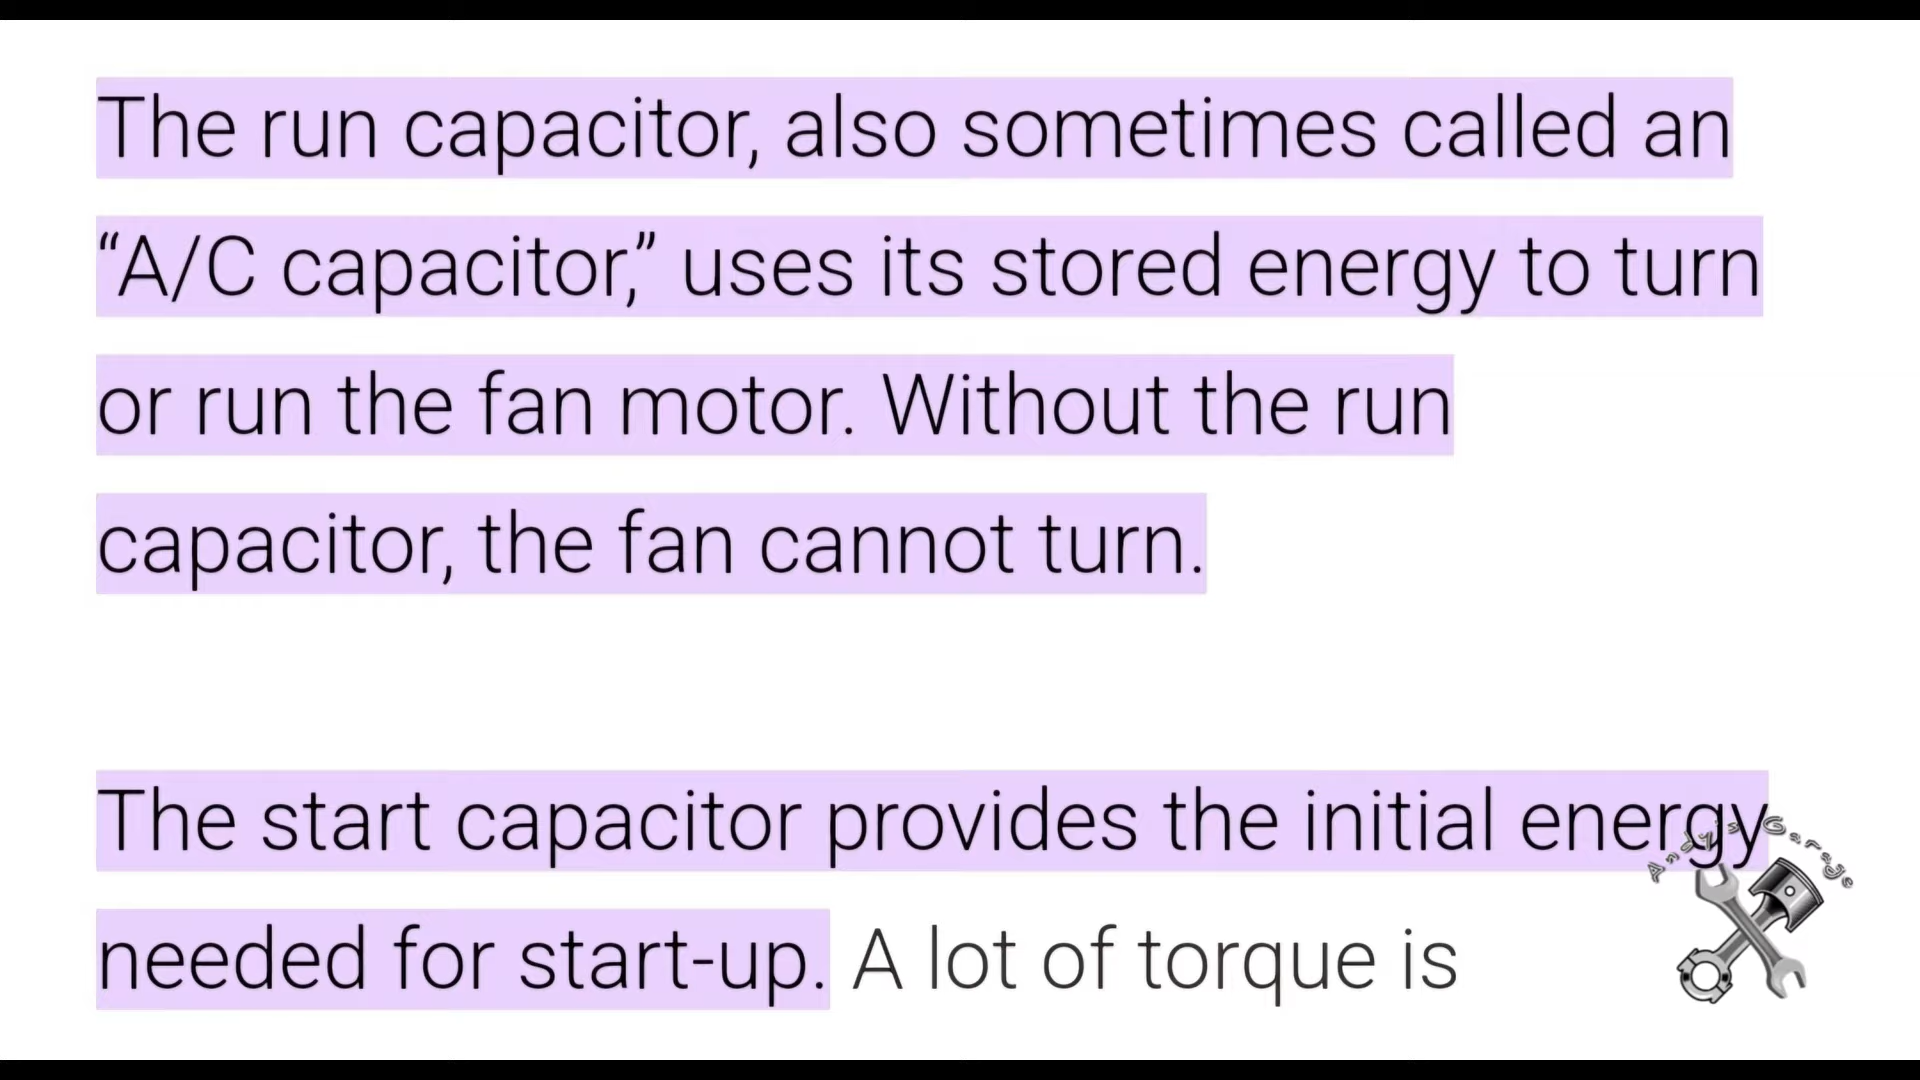 The run capacitor, also sometimes called an
“A/C capacitor,” uses its stored energy to turn
or run the fan motor. Without the run
capacitor, the fan cannot turn.
The start capacitor provides the initial energy
needed for start-up. A lot of torque is
Andy's Garage